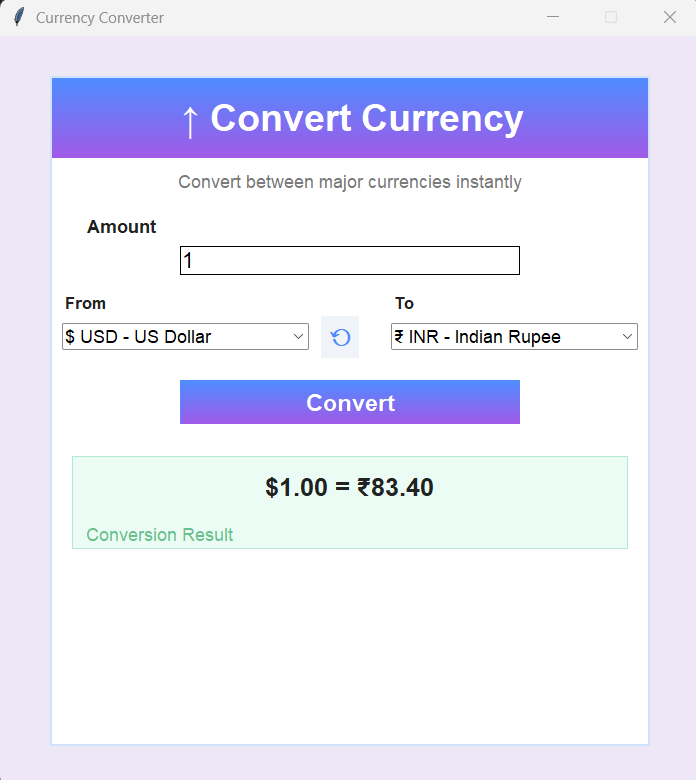 Currency Converter
↑ Convert Currency
Convert between major currencies instantly
Amount
1
From
To
$ USD - US Dollar
₹ INR - Indian Rupee
Convert
$1.00 = ₹83.40
Conversion Result